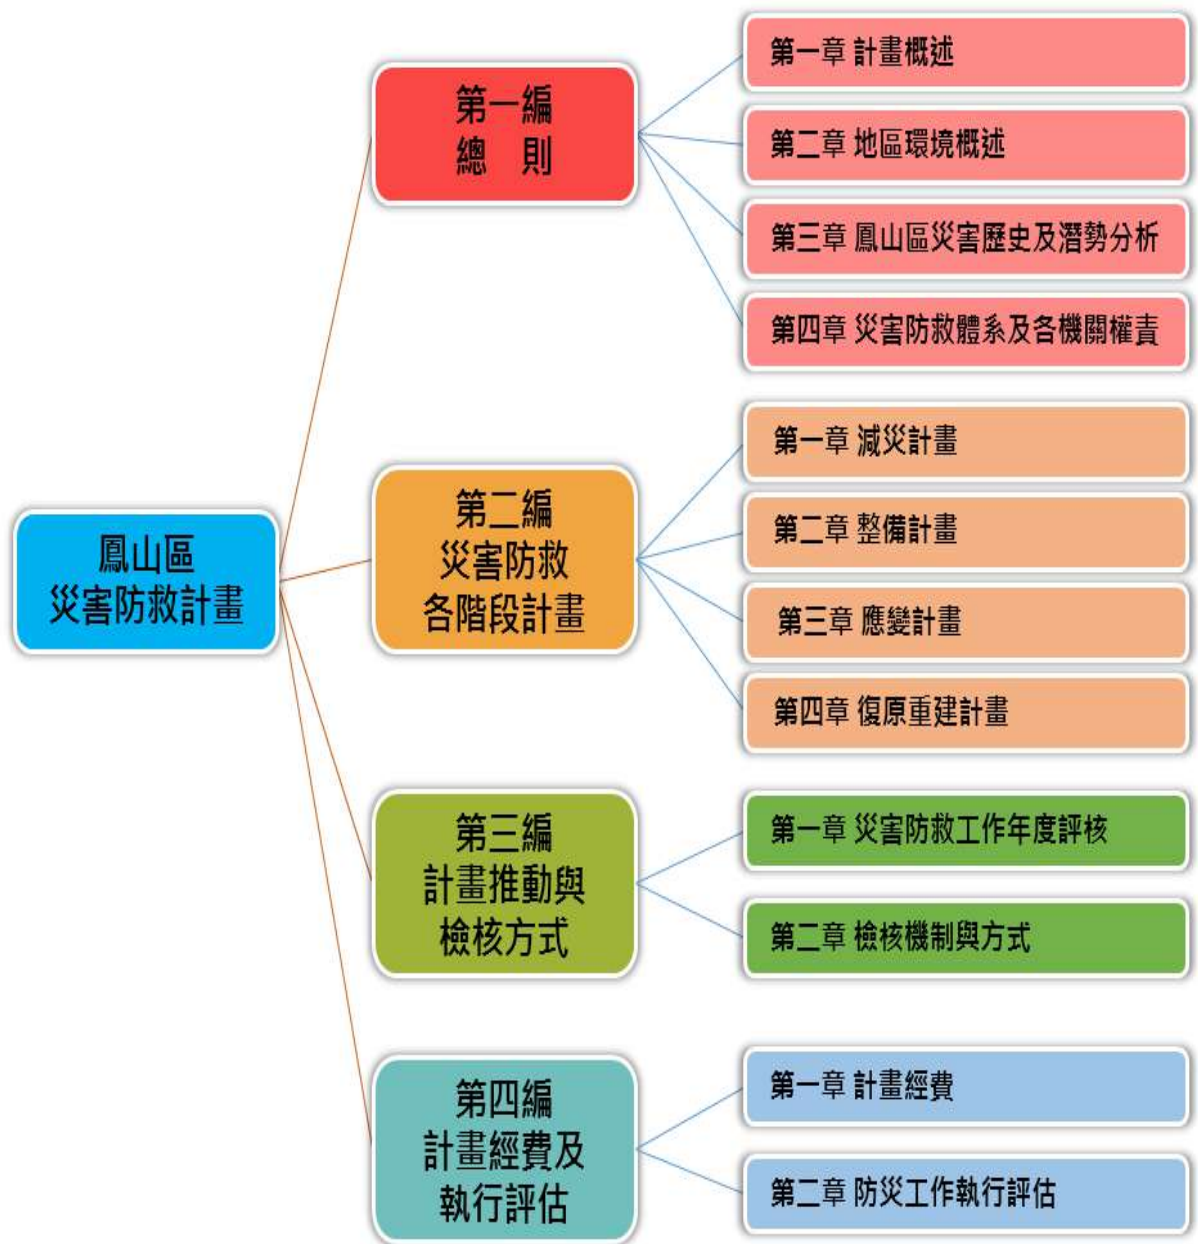 鳳山區
災害防救計畫
第一編
總　則
第一章 計畫概述
第二章 地區環境概述
第三章 鳳山區災害歷史及潛勢分析
第四章 災害防救體系及各機關權責
第二編
災害防救
各階段計畫
第一章 減災計畫
第二章 整備計畫
第三章 應變計畫
第四章 復原重建計畫
第三編
計畫推動與
檢核方式
第一章 災害防救工作年度評核
第二章 檢核機制與方式
第四編
計畫經費及
執行評估
第一章 計畫經費
第二章 防災工作執行評估